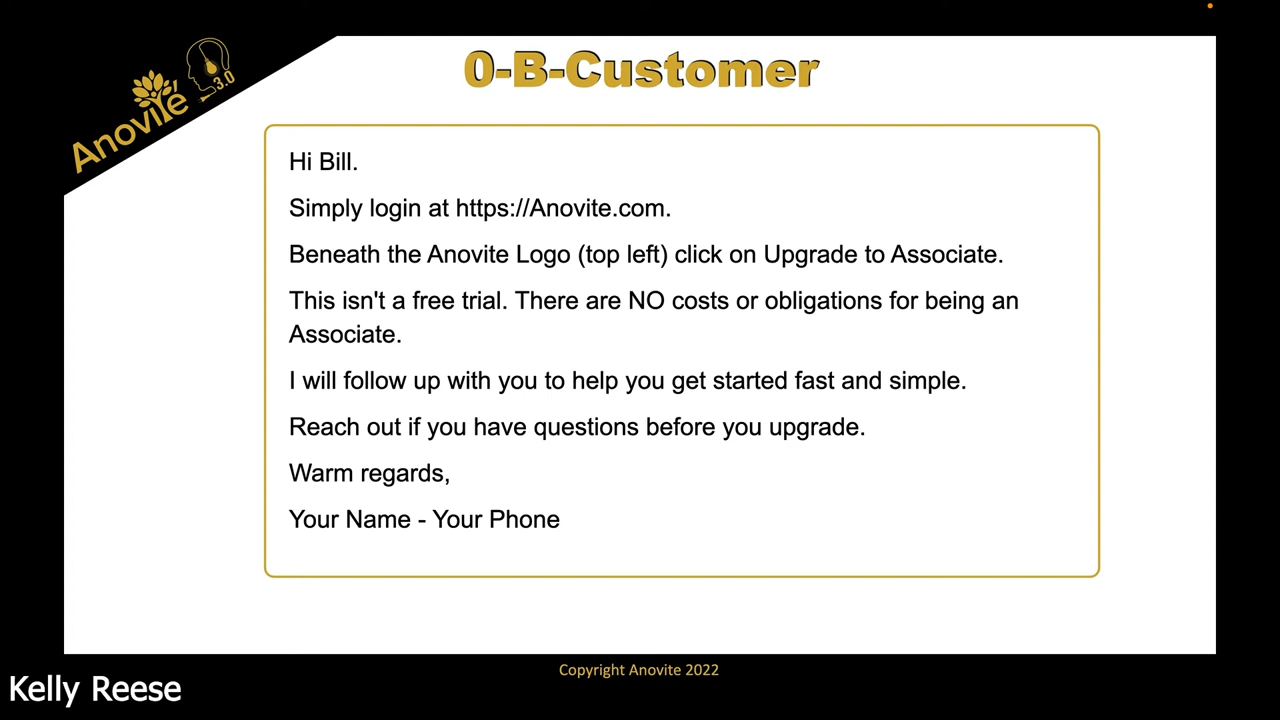 Anovite 3.0
0-B-Customer
Hi Bill.
Simply login at https://Anovite.com.
Beneath the Anovite Logo (top left) click on Upgrade to Associate.
This isn't a free trial. There are NO costs or obligations for being an
Associate.
I will follow up with you to help you get started fast and simple.
Reach out if you have questions before you upgrade.
Warm regards,
Your Name - Your Phone
Copyright Anovite 2022
Kelly Reese